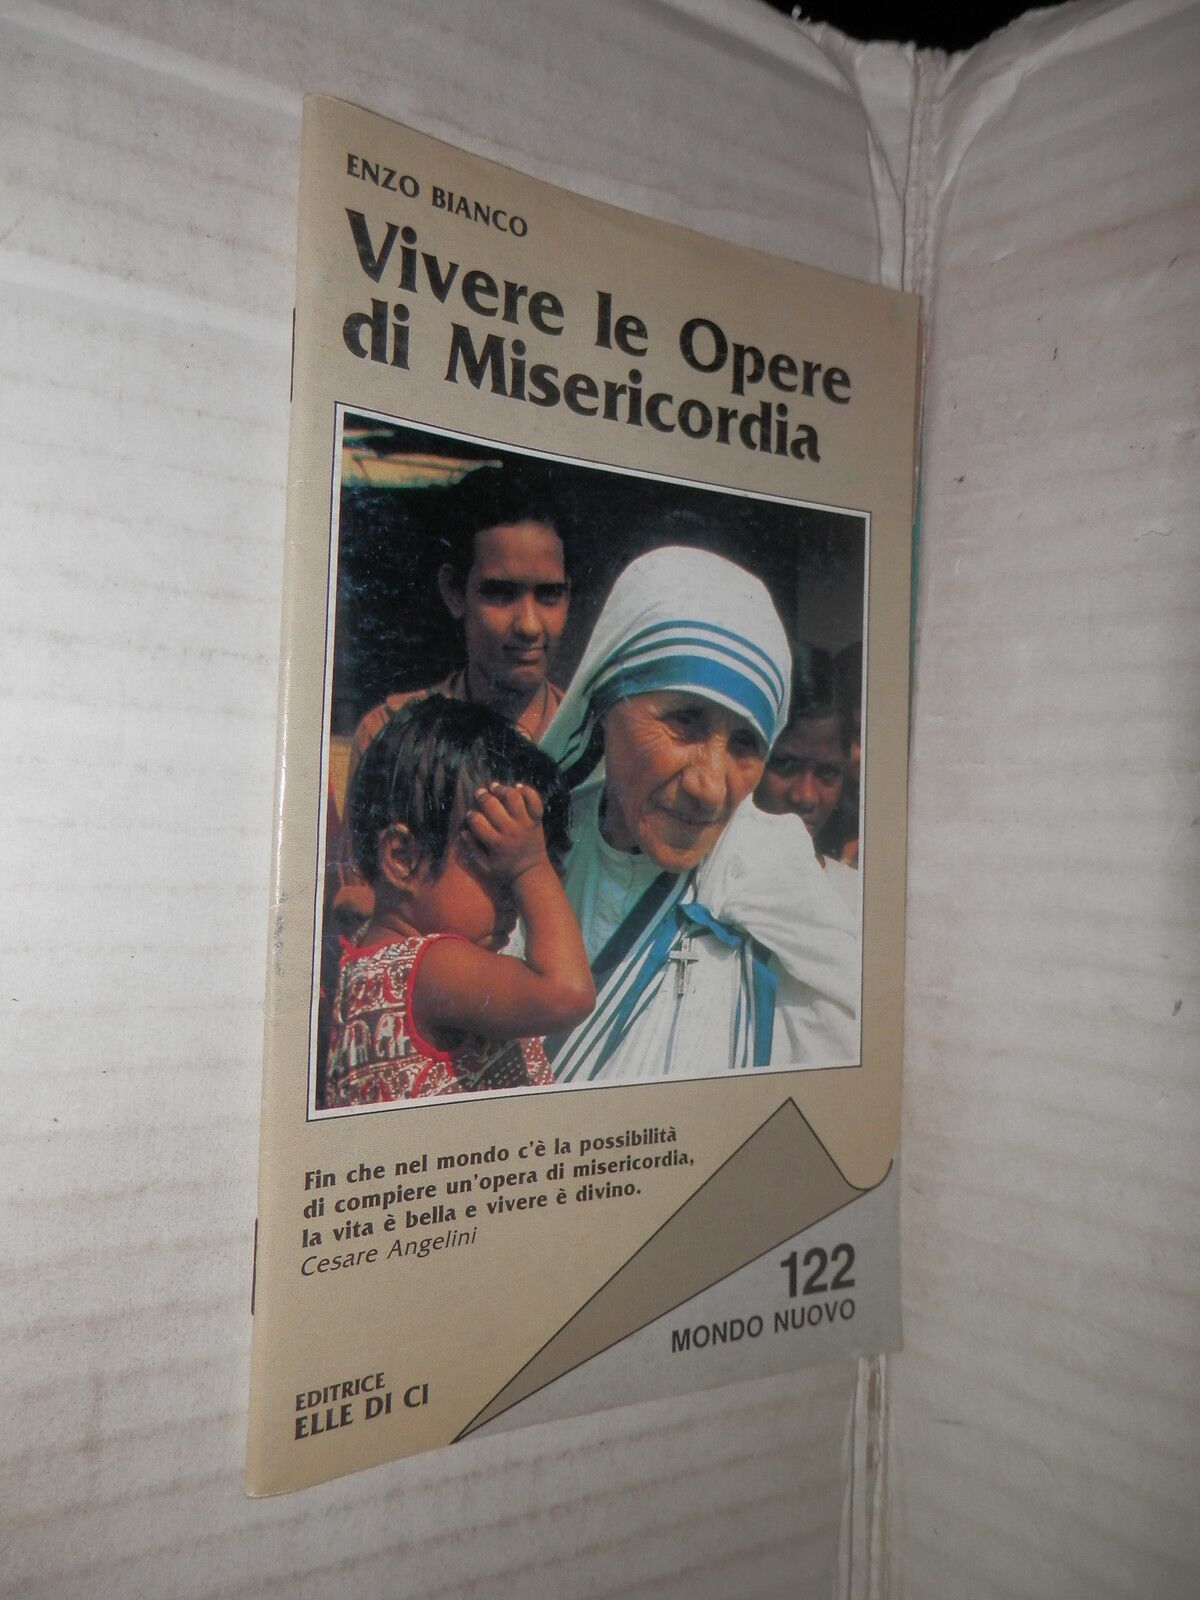 ENZO BIANCO
Vivere le Opere
di Misericordia
Fin che nel mondo c'è la possibilità
di compiere un'opera di misericordia,
la vita è bella e vivere è divino.
Cesare Angelini
122
MONDO NUOVO
EDITRICE
ELLE DI CI